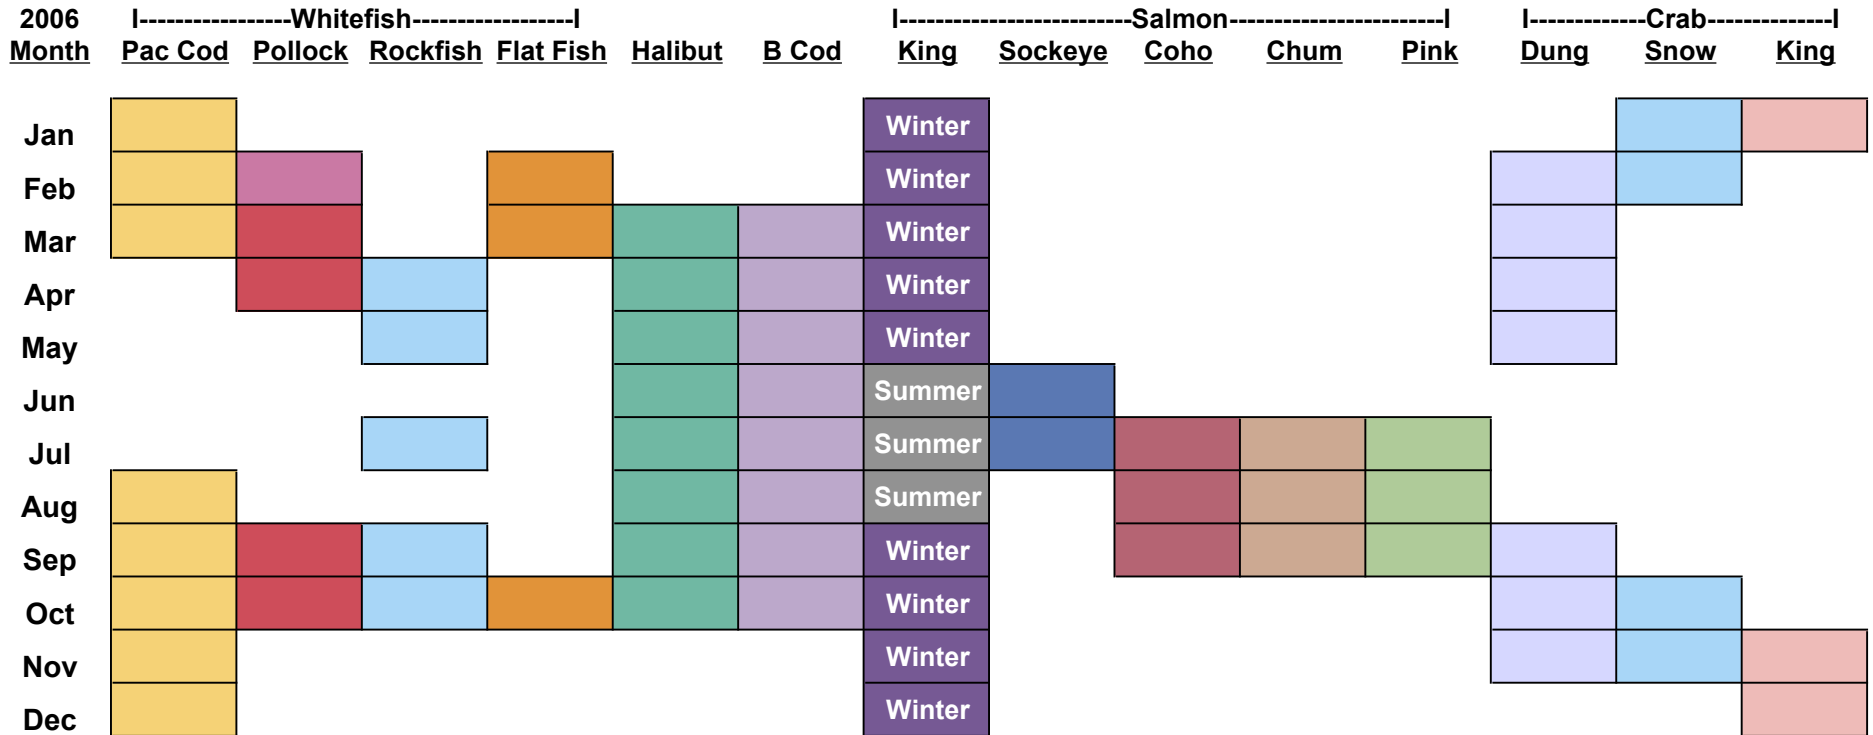 2006 I-----------------Whitefish------------------I I--------------------------Salmon------------------------I I-------------Crab--------------I
Month Pac Cod Pollock Rockfish Flat Fish Halibut B Cod King Sockeye Coho Chum Pink Dung Snow King
Jan Winter
Feb Winter
Mar Winter
Apr Winter
May Winter
Jun Summer
Jul Summer
Aug Summer
Sep Winter
Oct Winter
Nov Winter
Dec Winter